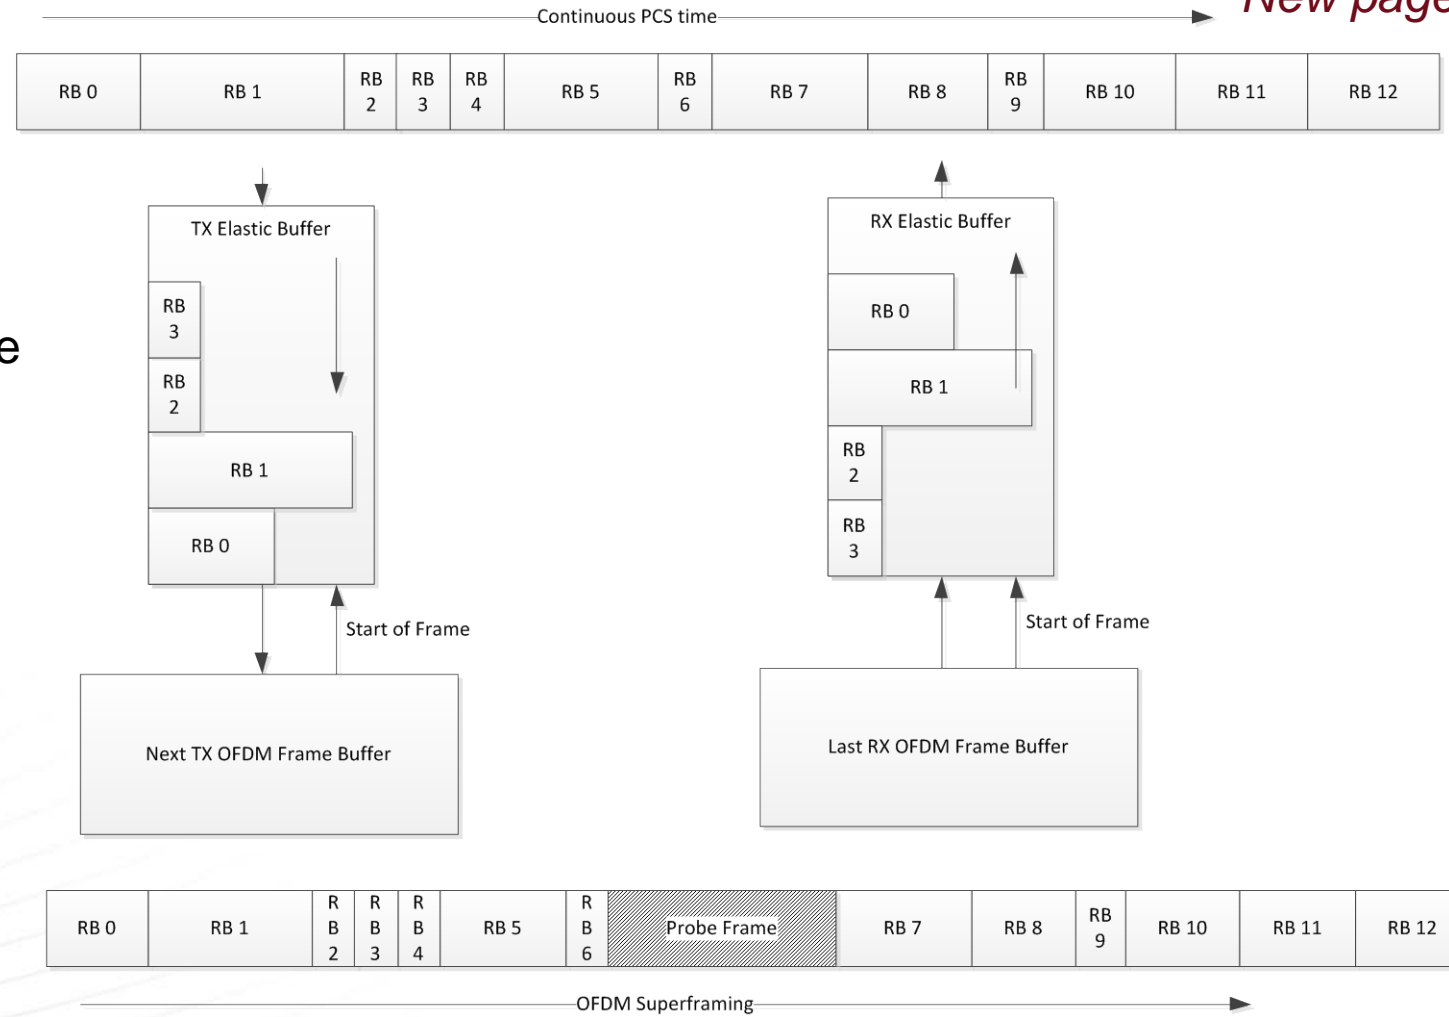 Continuous PCS time
New page
RB 0
RB 1
RB
2
RB
3
RB
4
RB 5
RB
6
RB 7
RB 8
RB
9
RB 10
RB 11
RB 12
TX Elastic Buffer
RB
3
RB
2
RB 1
RB 0
Start of Frame
Next TX OFDM Frame Buffer
RX Elastic Buffer
RB 0
RB 1
RB
2
RB
3
Start of Frame
Last RX OFDM Frame Buffer
e
RB 0
RB 1
R
B
2
R
B
3
R
B
4
RB 5
R
B
6
Probe Frame
RB 7
RB 8
RB
9
RB 10
RB 11
RB 12
OFDM Superframing